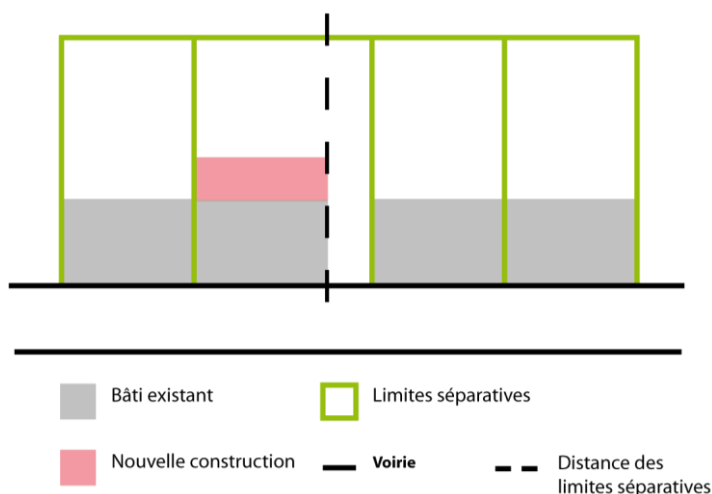 Bâti existant
Limites séparatives
Nouvelle construction
Voirie
Distance des
limites séparatives